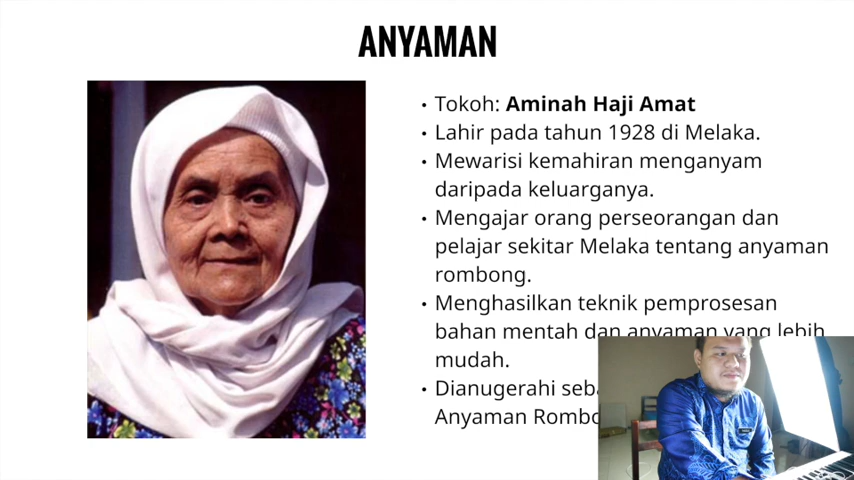 ANYAMAN
• Tokoh: Aminah Haji Amat
• Lahir pada tahun 1928 di Melaka.
• Mewarisi kemahiran menganyam
daripada keluarganya.
• Mengajar orang perseorangan dan
pelajar sekitar Melaka tentang anyaman
rombong.
• Menghasilkan teknik pemprosesan
bahan mentah dan anyaman yang lebih
mudah.
• Dianugerahi
Anyaman